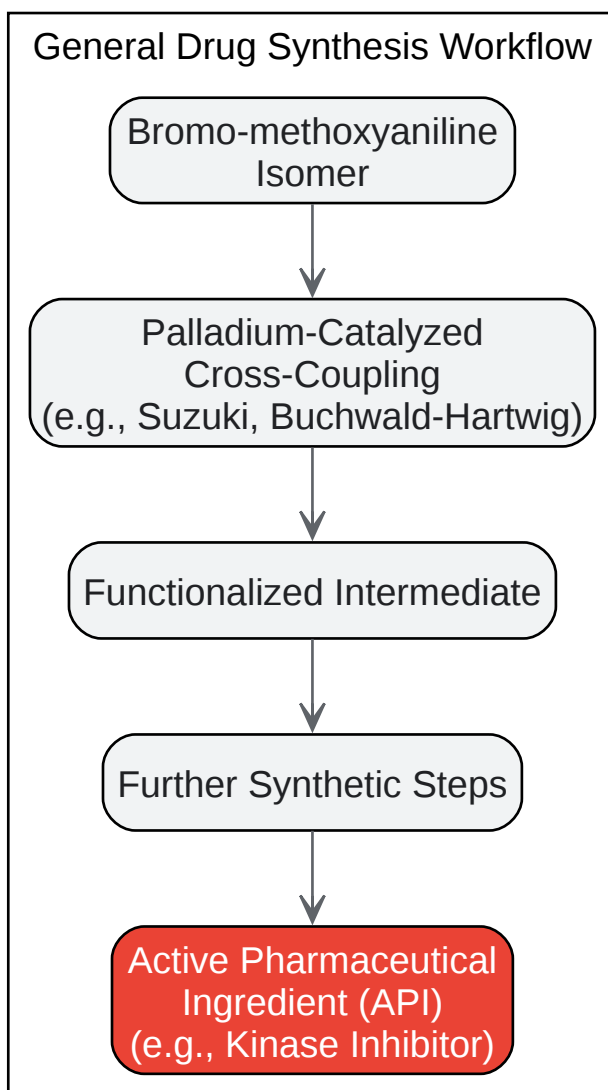 General Drug Synthesis Workflow
Bromo-methoxyaniline
Isomer
Palladium-Catalyzed
Cross-Coupling
(e.g., Suzuki, Buchwald-Hartwig)
Functionalized Intermediate
Further Synthetic Steps
Active Pharmaceutical
Ingredient (API)
(e.g., Kinase Inhibitor)